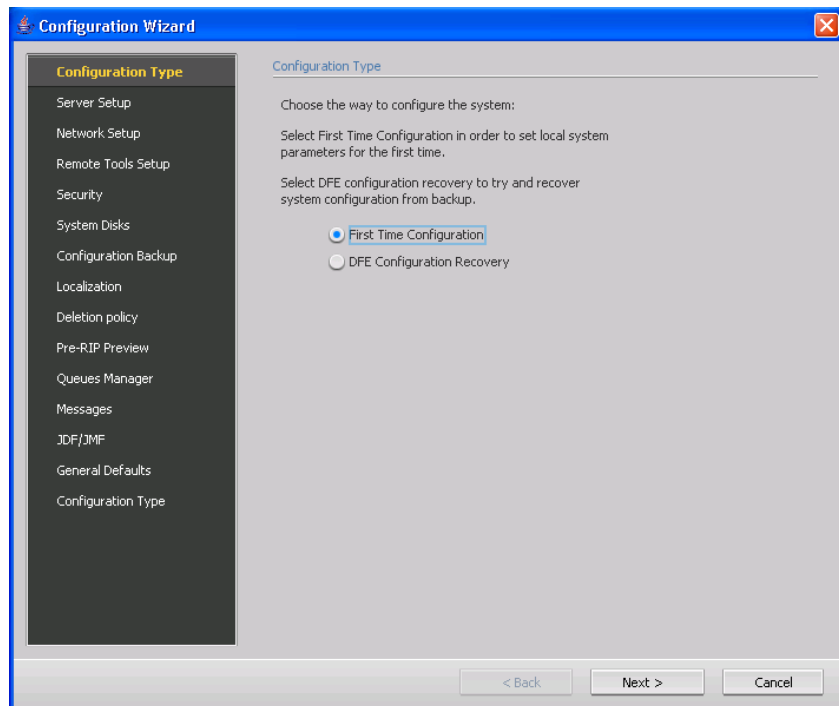 Configuration Wizard
Configuration Type
Server Setup
Network Setup
Remote Tools Setup
Security
System Disks
Configuration Backup
Localization
Deletion policy
Pre-RIP Preview
Queues Manager
Messages
JDF/JMF
General Defaults
Configuration Type
Configuration Type
Choose the way to configure the system:
Select First Time Configuration in order to set local system
parameters for the first time.
Select DFE configuration recovery to try and recover
system configuration from backup.
First Time Configuration
DFE Configuration Recovery
< Back
Next >
Cancel